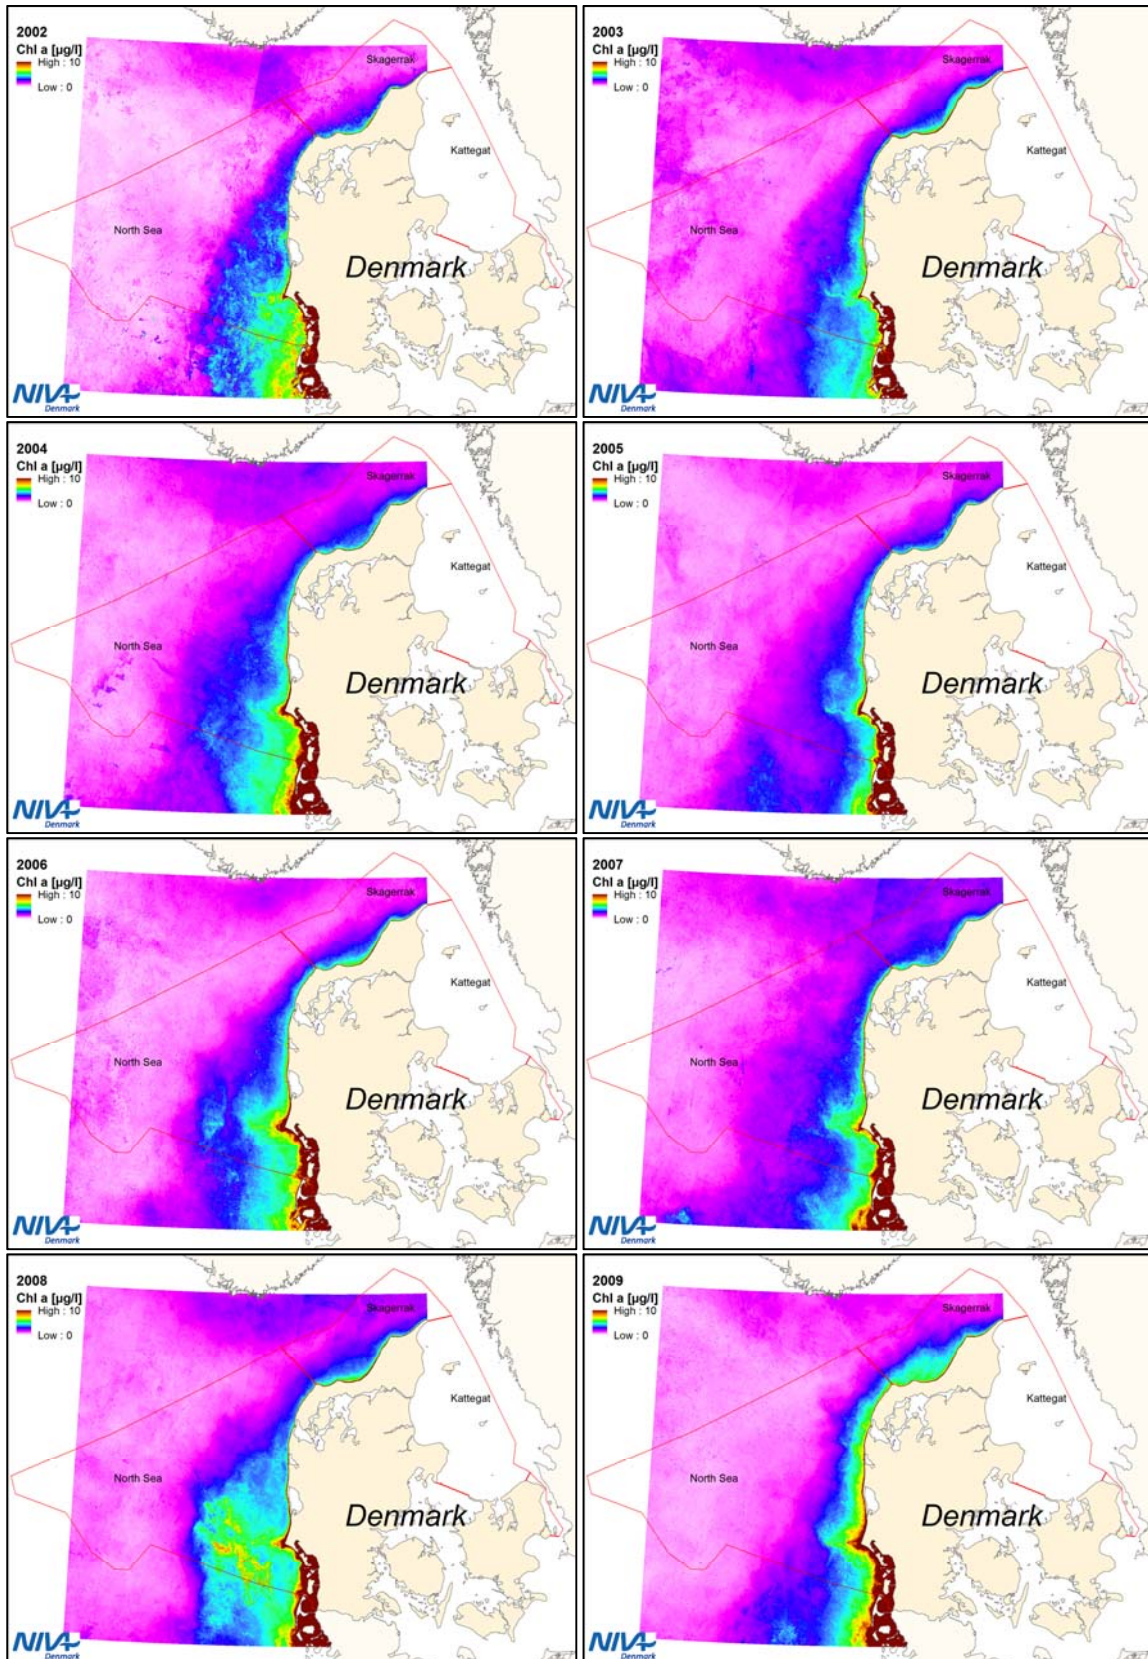 2002
Chl a [µg/l]
High : 10
Low : 0
Skagerrak
Kattegat
North Sea
Denmark
NIVA
Denmark
2003
Chl a [µg/l]
High : 10
Low : 0
Skagerrak
Kattegat
North Sea
Denmark
NIVA
Denmark
2004
Chl a [µg/l]
High : 10
Low : 0
Skagerrak
Kattegat
North Sea
Denmark
NIVA
Denmark
2005
Chl a [µg/l]
High : 10
Low : 0
Skagerrak
Kattegat
North Sea
Denmark
NIVA
Denmark
2006
Chl a [µg/l]
High : 10
Low : 0
Skagerrak
Kattegat
North Sea
Denmark
NIVA
Denmark
2007
Chl a [µg/l]
High : 10
Low : 0
Skagerrak
Kattegat
North Sea
Denmark
NIVA
Denmark
2008
Chl a [µg/l]
High : 10
Low : 0
Skagerrak
Kattegat
North Sea
Denmark
NIVA
Denmark
2009
Chl a [µg/l]
High : 10
Low : 0
Skagerrak
Kattegat
North Sea
Denmark
NIVA
Denmark